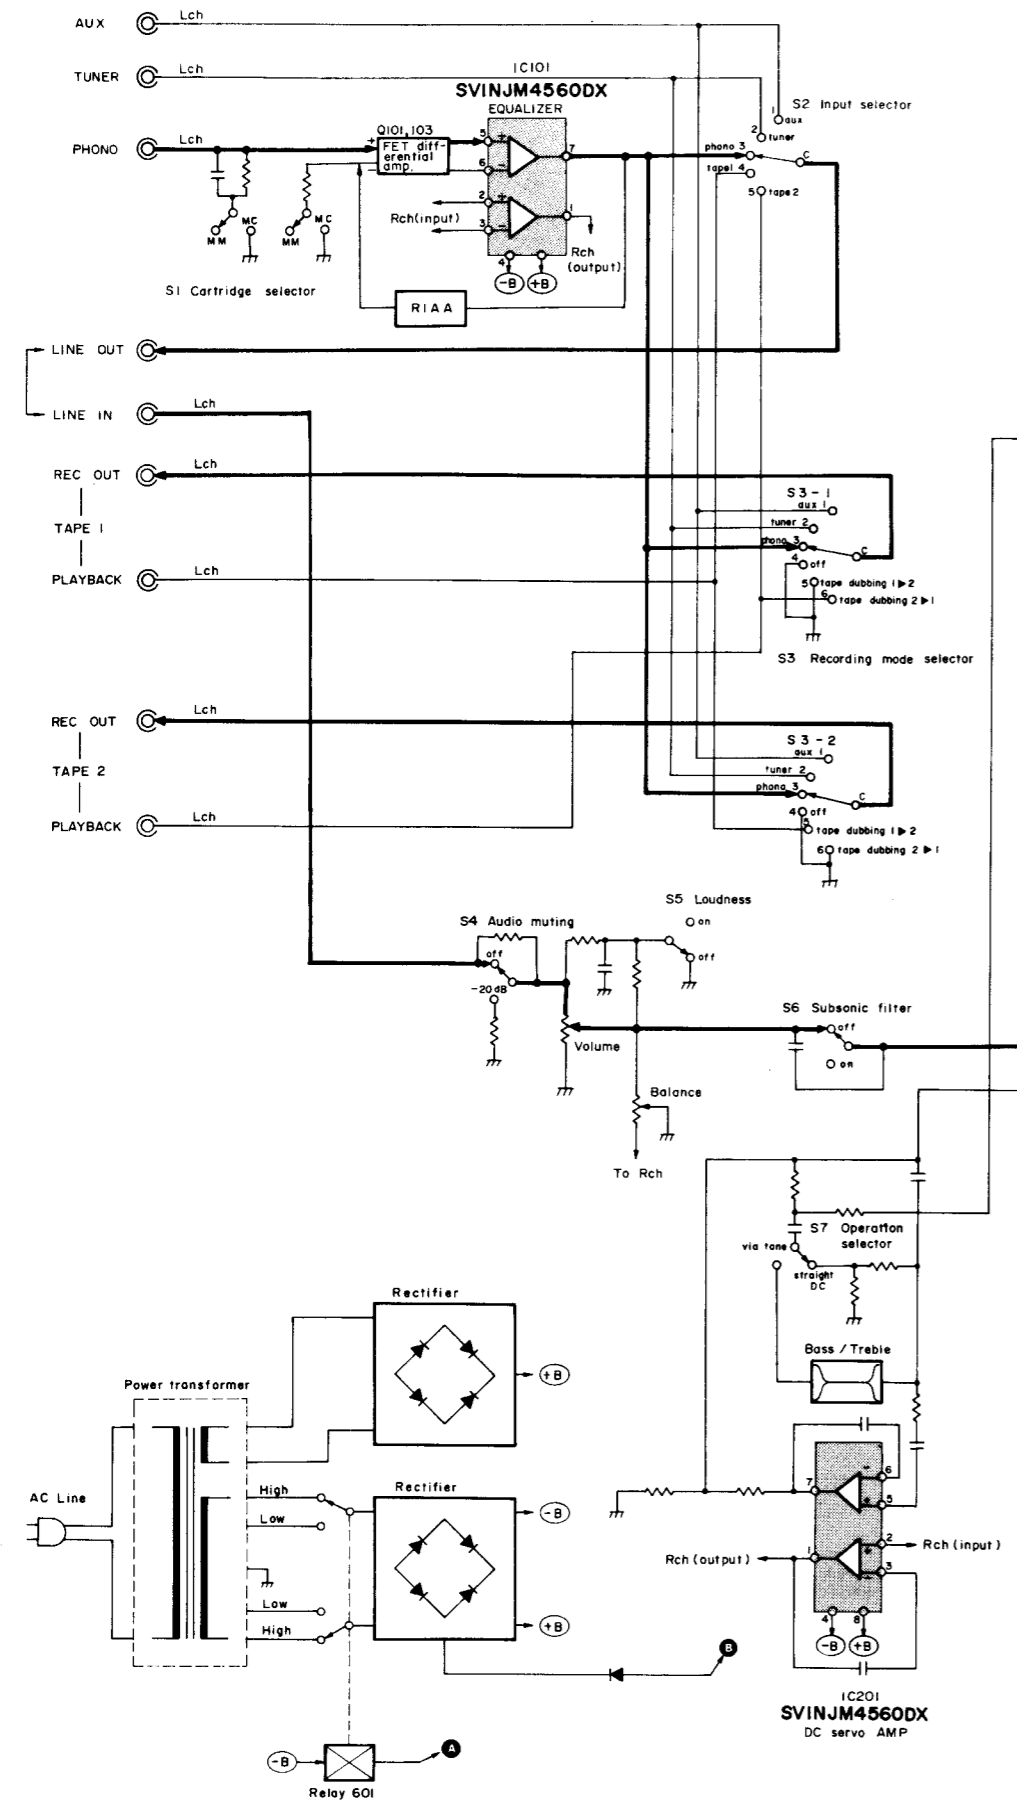 AUX Lch
TUNER Lch
IC101
SVINJM4560DX
EQUALIZER
S2 Input selector
1 aux
2 tuner
phono 3
C
tape1 4
5 tape2
PHONO Lch
Q101, 103
FET diff-
erential
amp.
+
-
5 + 7
6 -
2 +
1
3 -
Rch(input)
Rch
(output)
4
-B +B
MM MC
MM MC
S1 Cartridge selector
RIAA
LINE OUT
LINE IN Lch
REC OUT Lch
TAPE 1
PLAYBACK Lch
S3-1
aux 1
tuner 2
phono 3
C
4 off
5 tape dubbing 1▶2
6 tape dubbing 2▶1
S3 Recording mode selector
REC OUT Lch
TAPE 2
PLAYBACK Lch
S3-2
aux 1
tuner 2
phono 3
C
4 off
5 tape dubbing 1▶2
6 tape dubbing 2▶1
S4 Audio muting
off
-20dB
S5 Loudness
on
off
Volume
Balance
To Rch
S6 Subsonic filter
off
on
S7 Operation
selector
via tone
straight
DC
Bass / Treble
Rectifier
+B
Power transformer
AC Line
High
Low
Low
High
Rectifier
-B
+B
B
-B
Relay 601
A
7 - 6
+ 5
1 + 2
- 3
Rch (output)
Rch (input)
4 8
-B +B
IC201
SVINJM4560DX
DC servo AMP